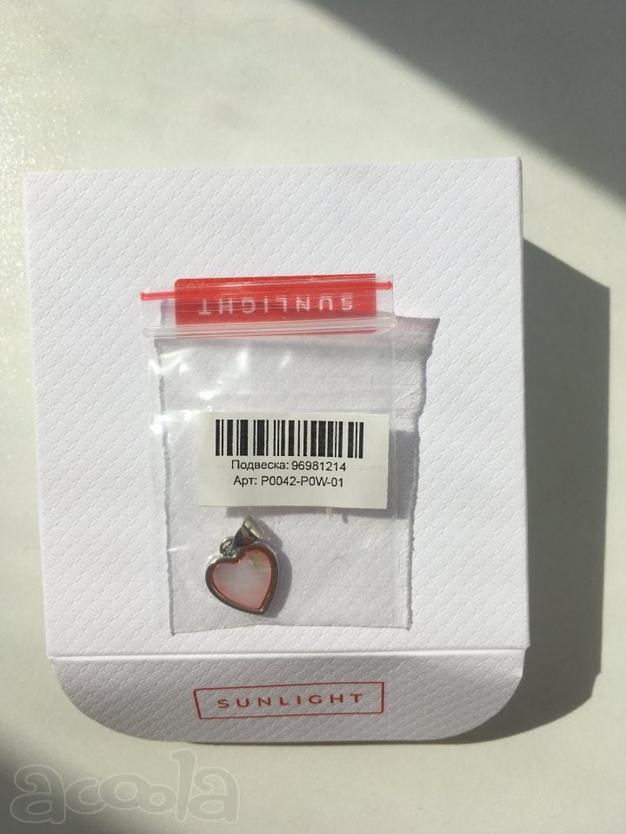 SUNLIGHT
Подвеска: 96981214
Арт: P0042-P0W-01
SUNLIGHT
acoola